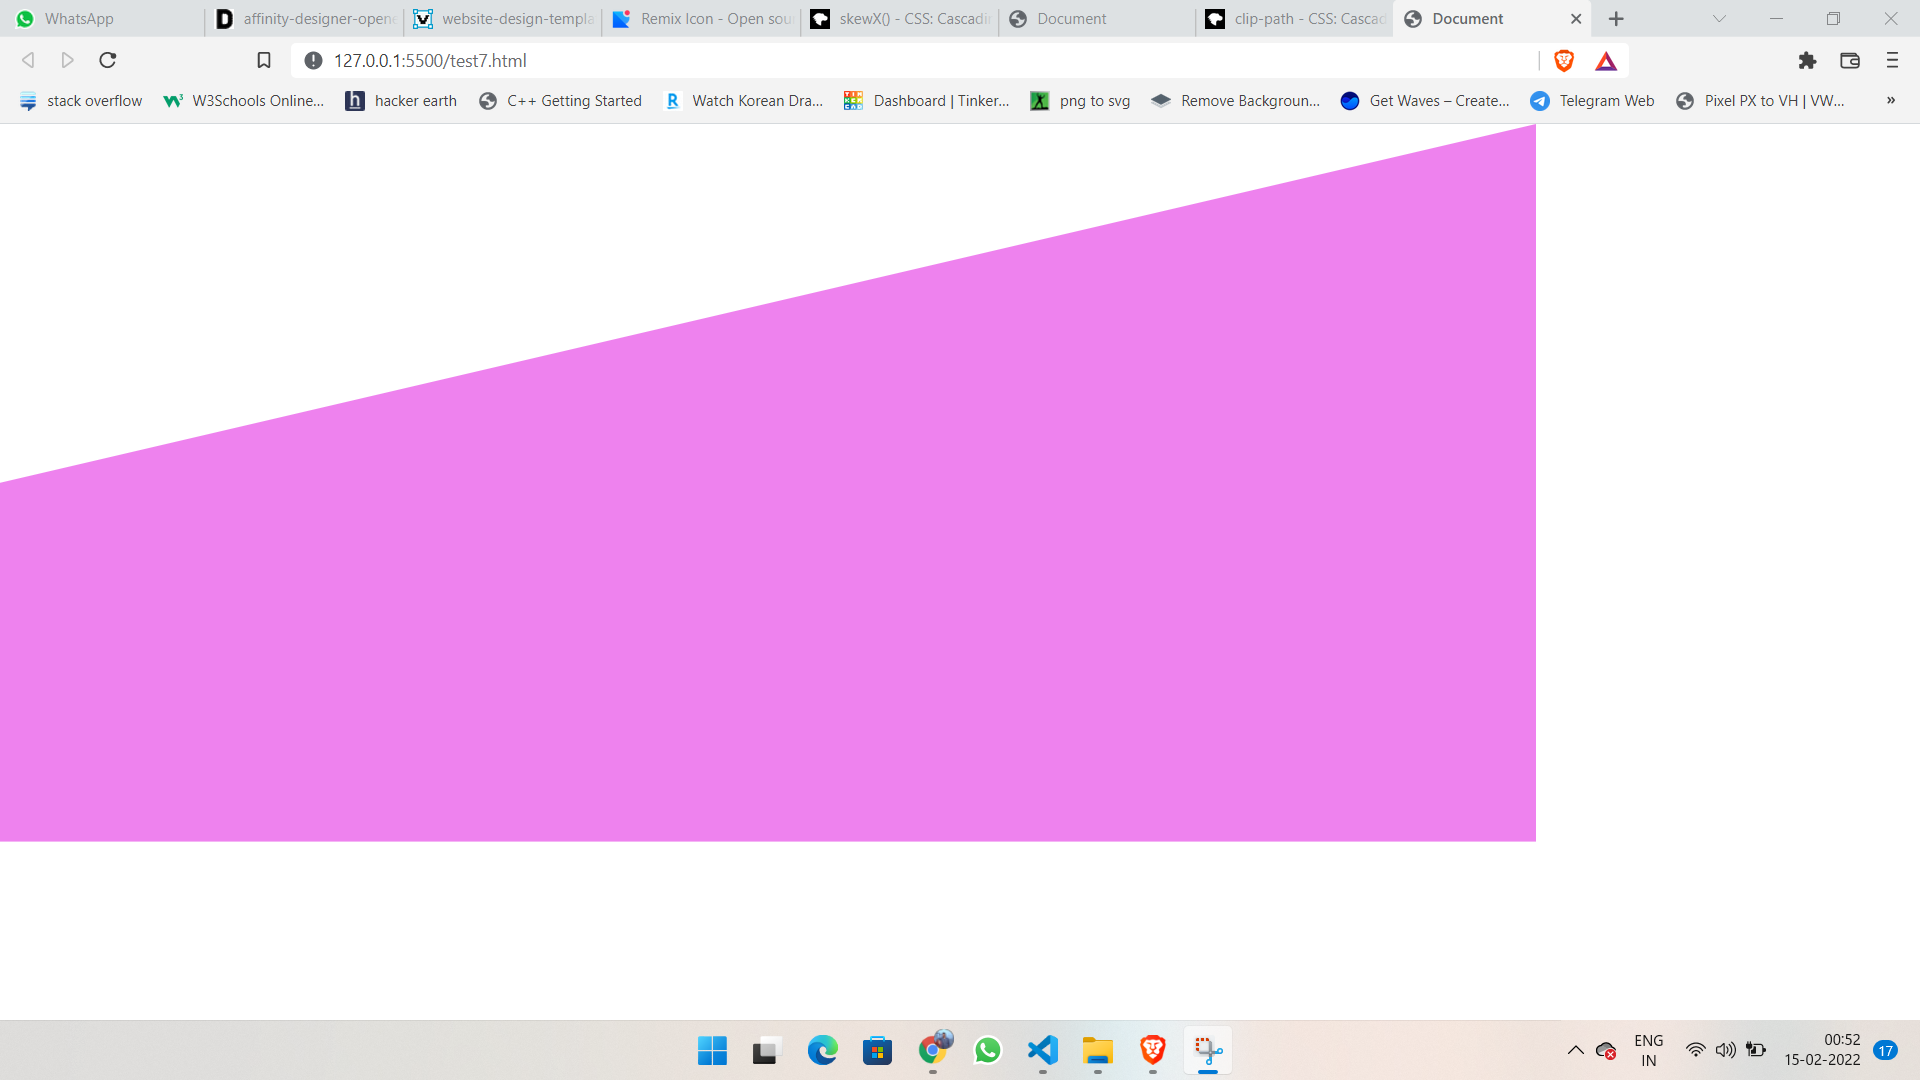 WhatsApp affinity-designer-opene website-design-templa Remix Icon - Open sou skewX() - CSS: Cascadin Document clip-path - CSS: Cascad Document
127.0.0.1:5500/test7.html
stack overflow W3Schools Online... hacker earth C++ Getting Started Watch Korean Dra... Dashboard | Tinker... png to svg Remove Backgroun... Get Waves – Create... Telegram Web Pixel PX to VH | VW... »
ENG
IN
00:52
15-02-2022
17